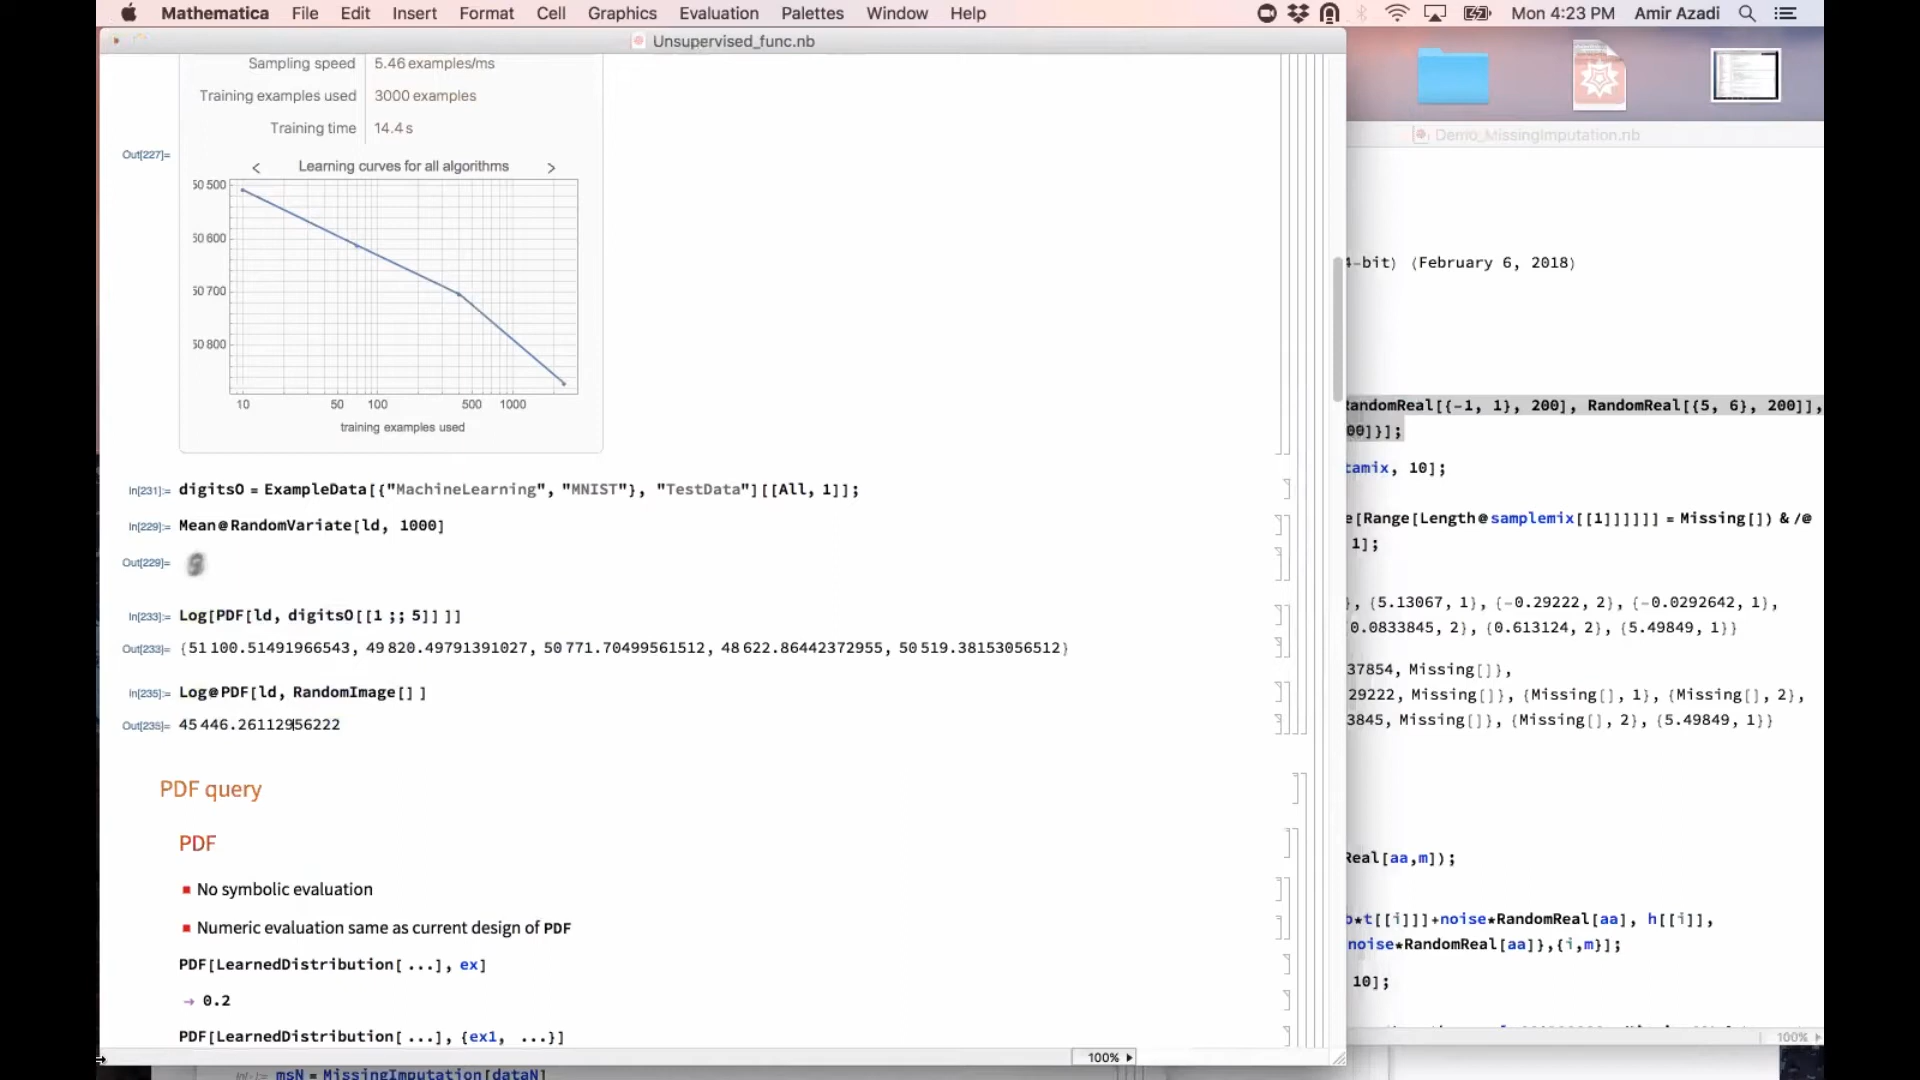 Mathematica File Edit Insert Format Cell Graphics Evaluation Palettes Window Help Mon 4:23 PM Amir Azadi
Unsupervised_func.nb
Sampling speed 5.46 examples/ms
Training examples used 3000 examples
Training time 14.4 s
Out[227]=
Learning curves for all algorithms
50 500
50 600
50 700
50 800
10 50 100 500 1000
training examples used
In[231]:= digitsO = ExampleData[{"MachineLearning", "MNIST"}, "TestData"][[All, 1]];
In[229]:= Mean@RandomVariate[ld, 1000]
Out[229]=
In[233]:= Log[PDF[ld, digitsO[[1 ;; 5]] ]]
Out[233]= {51 100.51491966543, 49 820.49791391027, 50 771.70499561512, 48 622.86442372955, 50 519.38153056512}
In[235]:= Log@PDF[ld, RandomImage[] ]
Out[235]= 45 446.26112956222
PDF query
PDF
No symbolic evaluation
Numeric evaluation same as current design of PDF
PDF[LearnedDistribution[ ...], ex]
→ 0.2
PDF[LearnedDistribution[ ...], {ex1, ...}]
100%
In[-]:= msN = MissingImputation[dataN]
Demo_MissingImputation.nb
4-bit) (February 6, 2018)
RandomReal[{-1, 1}, 200], RandomReal[{5, 6}, 200]],
00]}];
tamix, 10];
e[Range[Length@samplemix[[1]]]]]] = Missing[]) & /@
1];
}, {5.13067, 1}, {-0.29222, 2}, {-0.0292642, 1},
0.0833845, 2}, {0.613124, 2}, {5.49849, 1}}
37854, Missing[]},
29222, Missing[]}, {Missing[], 1}, {Missing[], 2},
3845, Missing[]}, {Missing[], 2}, {5.49849, 1}}
Real[aa,m]);
b*t[[i]]]+noise*RandomReal[aa], h[[i]],
noise*RandomReal[aa]},{i,m}];
10];
100%